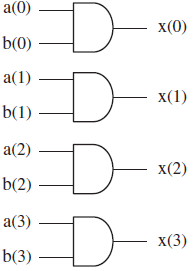 a(0)
x(0)
b(0)
a(1)
x(1)
b(1)
a(2)
x(2)
b(2)
a(3)
x(3)
b(3)